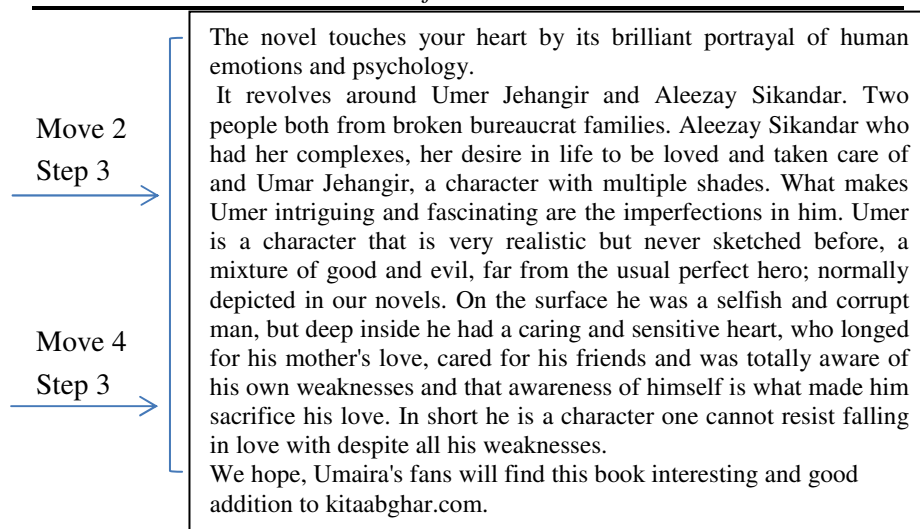 The novel touches your heart by its brilliant portrayal of human
emotions and psychology.
It revolves around Umer Jehangir and Aleezay Sikandar. Two
people both from broken bureaucrat families. Aleezay Sikandar who
had her complexes, her desire in life to be loved and taken care of
and Umar Jehangir, a character with multiple shades. What makes
Umer intriguing and fascinating are the imperfections in him. Umer
is a character that is very realistic but never sketched before, a
mixture of good and evil, far from the usual perfect hero; normally
depicted in our novels. On the surface he was a selfish and corrupt
man, but deep inside he had a caring and sensitive heart, who longed
for his mother's love, cared for his friends and was totally aware of
his own weaknesses and that awareness of himself is what made him
sacrifice his love. In short he is a character one cannot resist falling
in love with despite all his weaknesses.
We hope, Umaira's fans will find this book interesting and good
addition to kitaabghar.com.
Move 2
Step 3
Move 4
Step 3